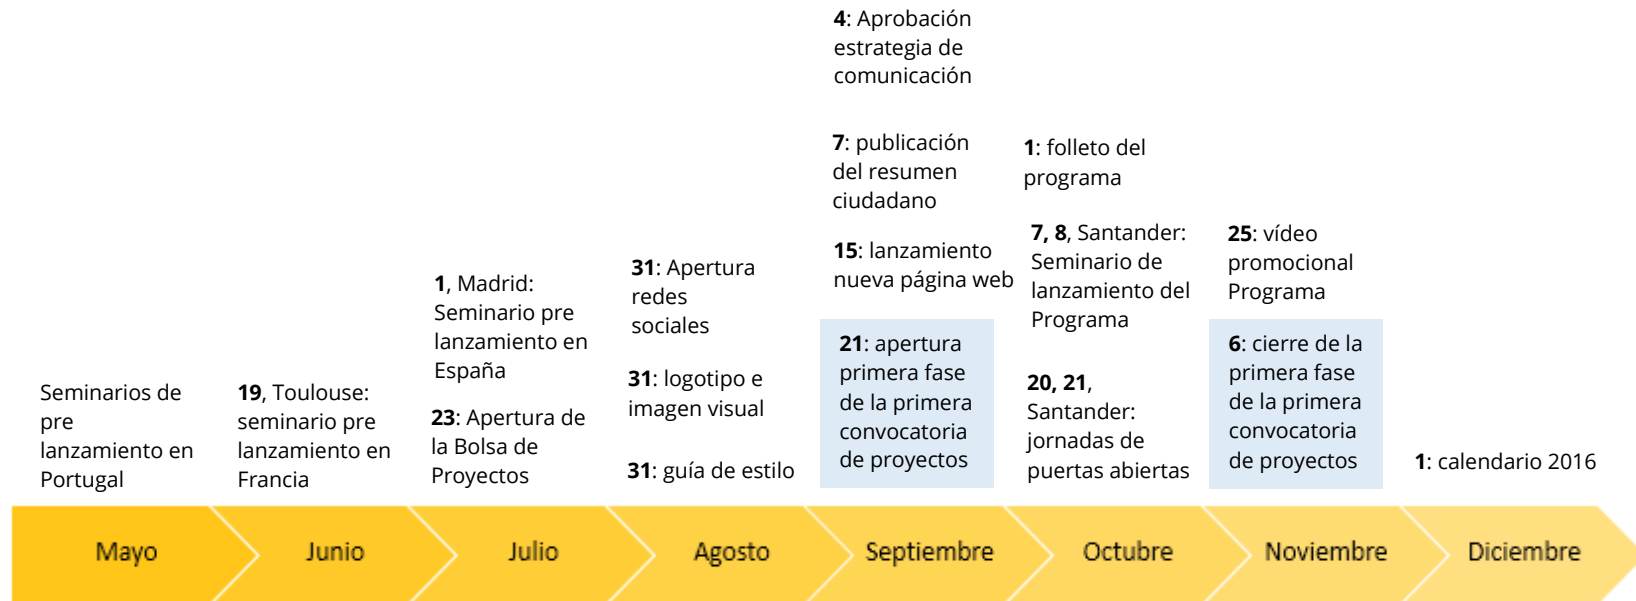 Seminarios de
pre
lanzamiento en
Portugal
19, Toulouse:
seminario pre
lanzamiento en
Francia
1, Madrid:
Seminario pre
lanzamiento en
España
23: Apertura de
la Bolsa de
Proyectos
31: Apertura
redes
sociales
31: logotipo e
imagen visual
31: guía de estilo
4: Aprobación
estrategia de
comunicación
7: publicación
del resumen
ciudadano
15: lanzamiento
nueva página web
21: apertura
primera fase
de la primera
convocatoria
de proyectos
1: folleto del
programa
7, 8, Santander:
Seminario de
lanzamiento del
Programa
20, 21,
Santander:
jornadas de
puertas abiertas
25: vídeo
promocional
Programa
6: cierre de la
primera fase
de la primera
convocatoria
de proyectos
1: calendario 2016
Mayo
Junio
Julio
Agosto
Septiembre
Octubre
Noviembre
Diciembre